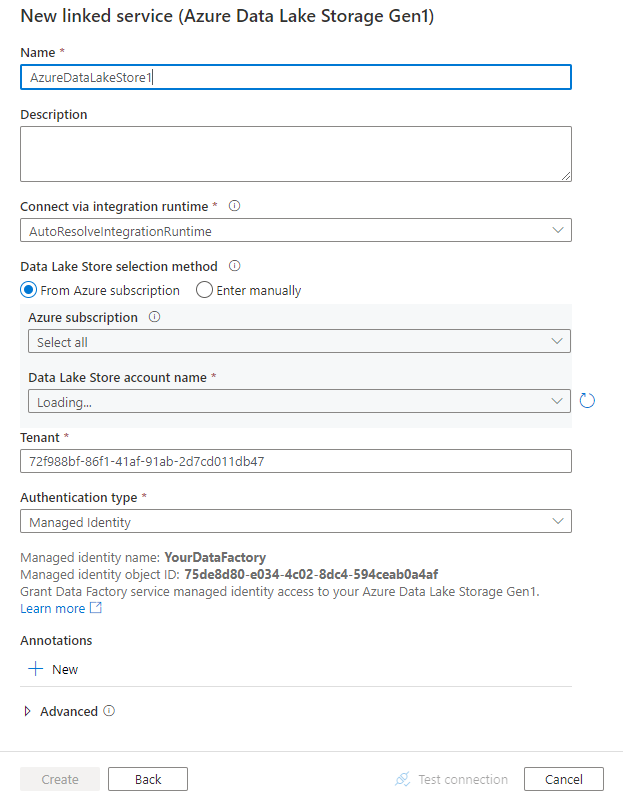 New linked service (Azure Data Lake Storage Gen1)
Name *
AzureDataLakeStore1
Description
Connect via integration runtime *
AutoResolveIntegrationRuntime
Data Lake Store selection method
From Azure subscription Enter manually
Azure subscription
Select all
Data Lake Store account name *
Loading...
Tenant *
72f988bf-86f1-41af-91ab-2d7cd011db47
Authentication type *
Managed Identity
Managed identity name: YourDataFactory
Managed identity object ID: 75de8d80-e034-4c02-8dc4-594ceab0a4af
Grant Data Factory service managed identity access to your Azure Data Lake Storage Gen1.
Learn more
Annotations
New
Advanced
Create Back Test connection Cancel